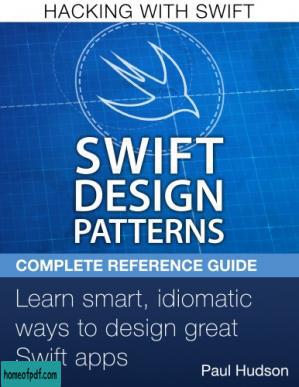 HACKING WITH SWIFT
SWIFT
DESIGN
PATTERNS
COMPLETE REFERENCE GUIDE
Learn smart, idiomatic
ways to design great
Swift apps
Paul Hudson
homeofpdf.com